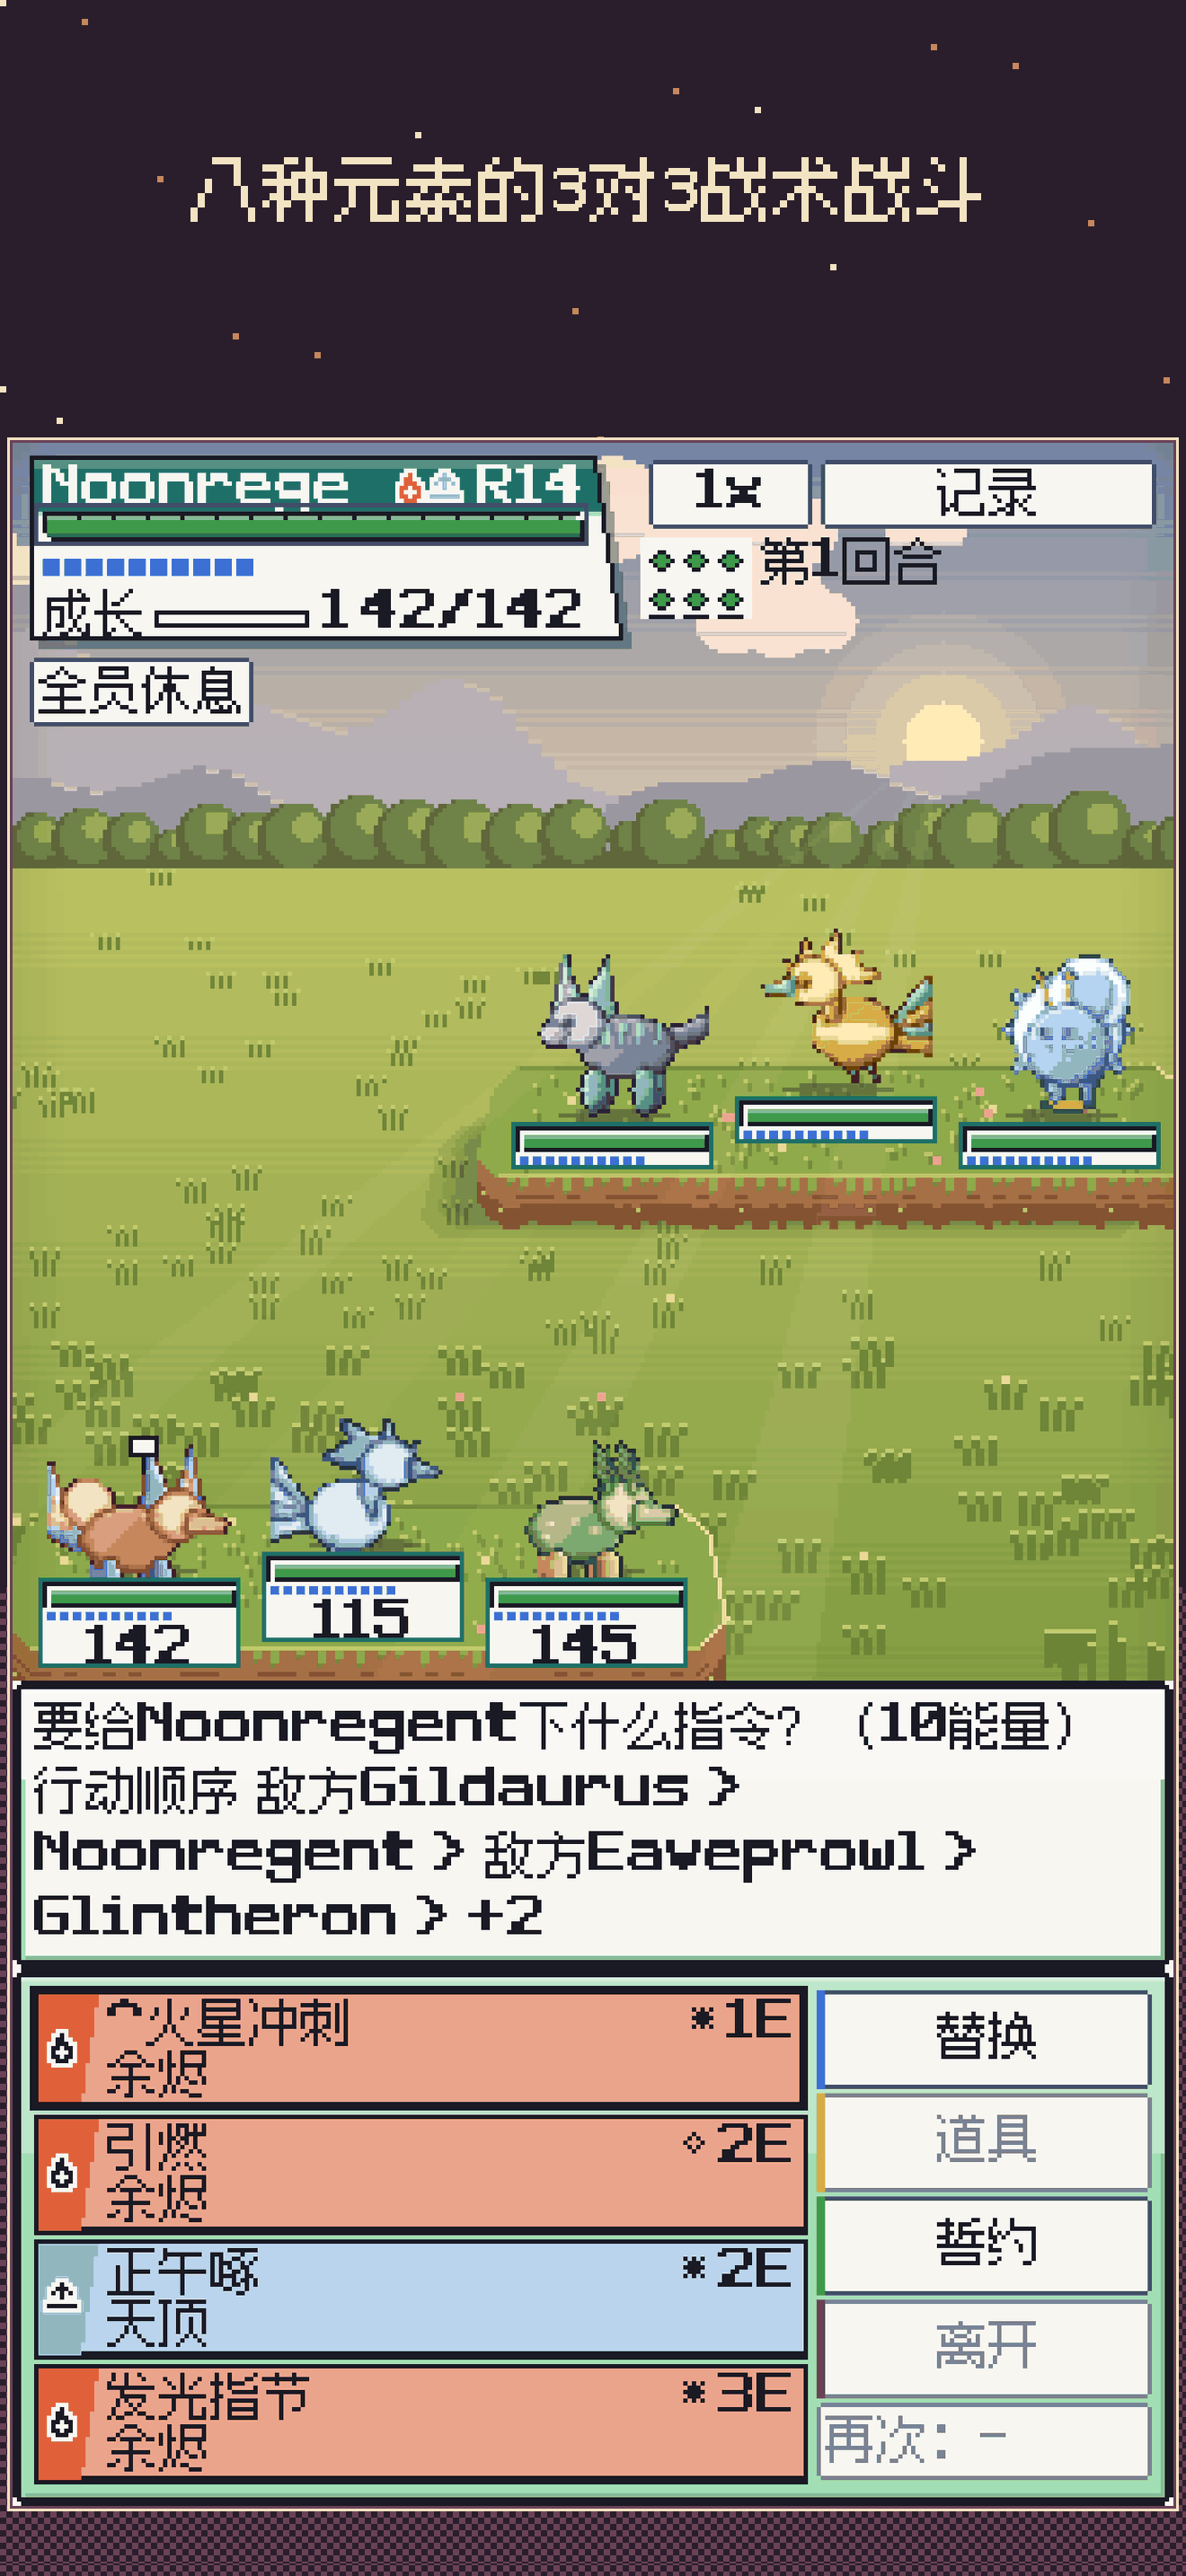 八种元素的3对3战术战斗
Noonrege R14
1x
记录
第1回合
成长 142/142
全员休息
142
115
145
要给Noonregent下什么指令？（10能量）
行动顺序 敌方Gildaurus >
Noonregent > 敌方Eaveprowl >
Glintheron > +2
火星冲刺 1E
余烬
引燃 2E
余烬
正午啄 2E
天顶
发光指节 3E
余烬
替换
道具
誓约
离开
再次：－